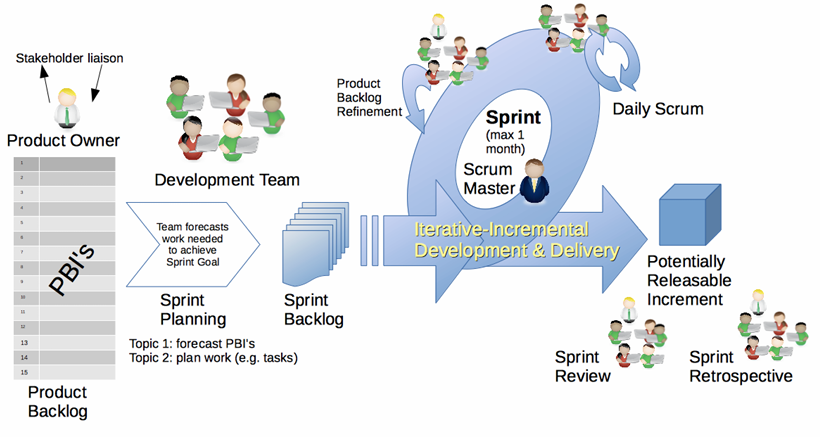 Stakeholder liaison
Product Owner
1
2
3
4
5
6
7
8
9
10
11
12
13
14
15
PBI's
Product
Backlog
Development Team
Team forecasts
work needed
to achieve
Sprint Goal
Sprint
Planning
Topic 1: forecast PBI's
Topic 2: plan work (e.g. tasks)
Sprint
Backlog
Product
Backlog
Refinement
Sprint
(max 1
month)
Scrum
Master
Daily Scrum
Iterative-Incremental
Development & Delivery
Potentially
Releasable
Increment
Sprint
Review
Sprint
Retrospective